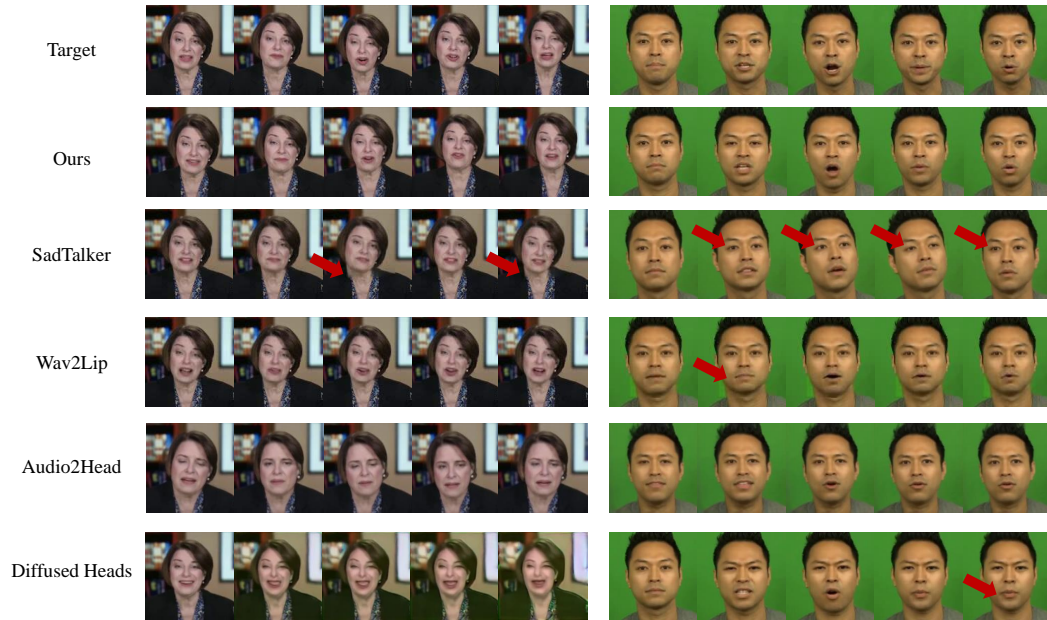 Target
Ours
SadTalker
Wav2Lip
Audio2Head
Diffused Heads